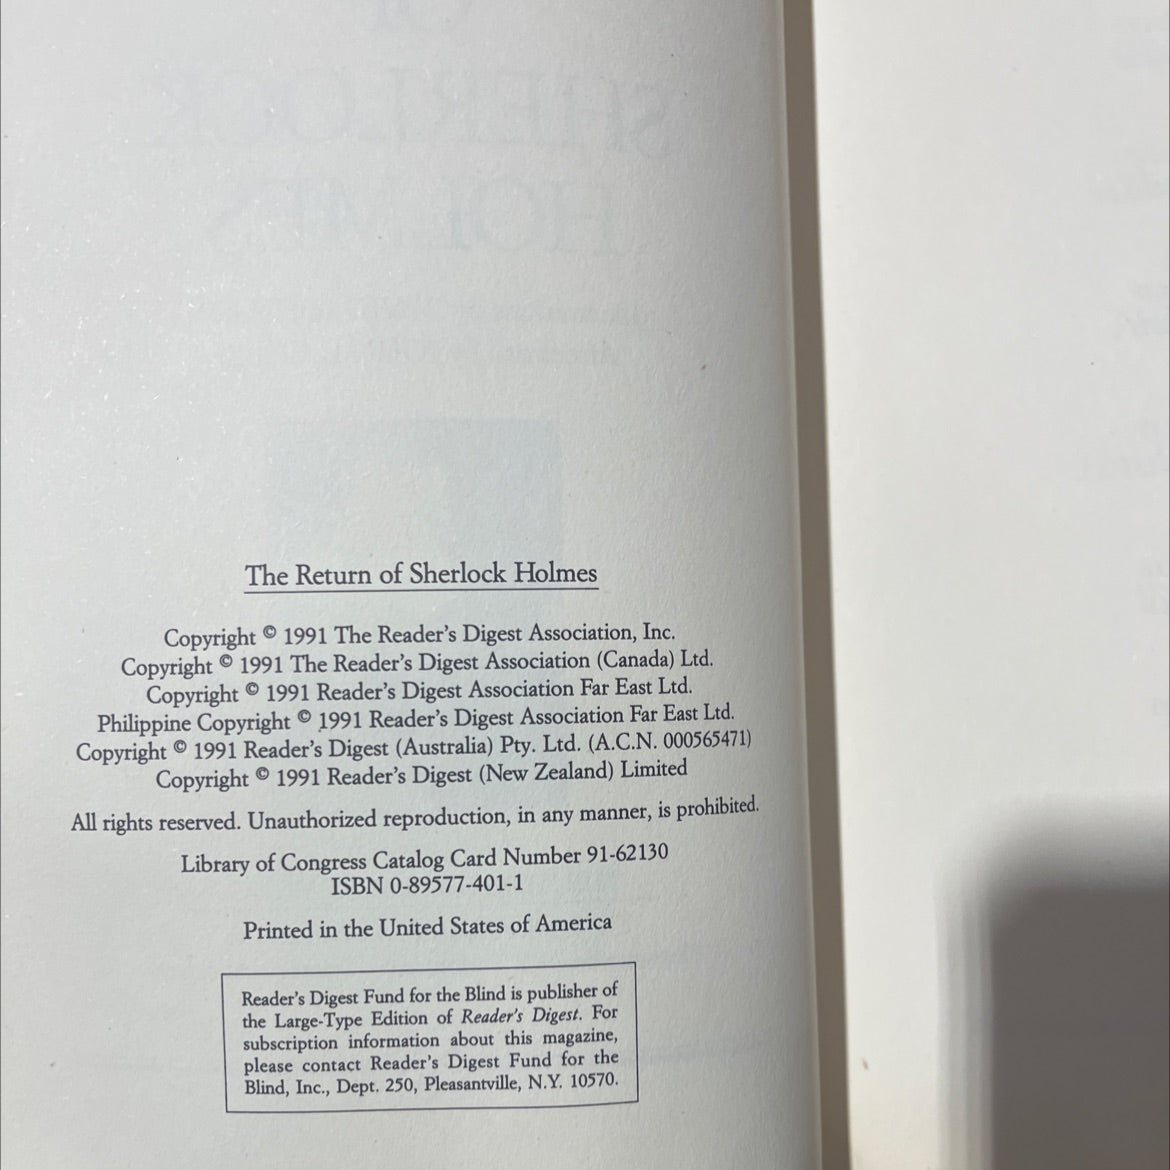 The Return of Sherlock Holmes
Copyright © 1991 The Reader's Digest Association, Inc.
Copyright © 1991 The Reader's Digest Association (Canada) Ltd.
Copyright © 1991 Reader's Digest Association Far East Ltd.
Philippine Copyright © 1991 Reader's Digest Association Far East Ltd.
Copyright © 1991 Reader's Digest (Australia) Pty. Ltd. (A.C.N. 000565471)
Copyright © 1991 Reader's Digest (New Zealand) Limited
All rights reserved. Unauthorized reproduction, in any manner, is prohibited.
Library of Congress Catalog Card Number 91-62130
ISBN 0-89577-401-1
Printed in the United States of America
Reader's Digest Fund for the Blind is publisher of
the Large-Type Edition of Reader's Digest. For
subscription information about this magazine,
please contact Reader's Digest Fund for the
Blind, Inc., Dept. 250, Pleasantville, N.Y. 10570.